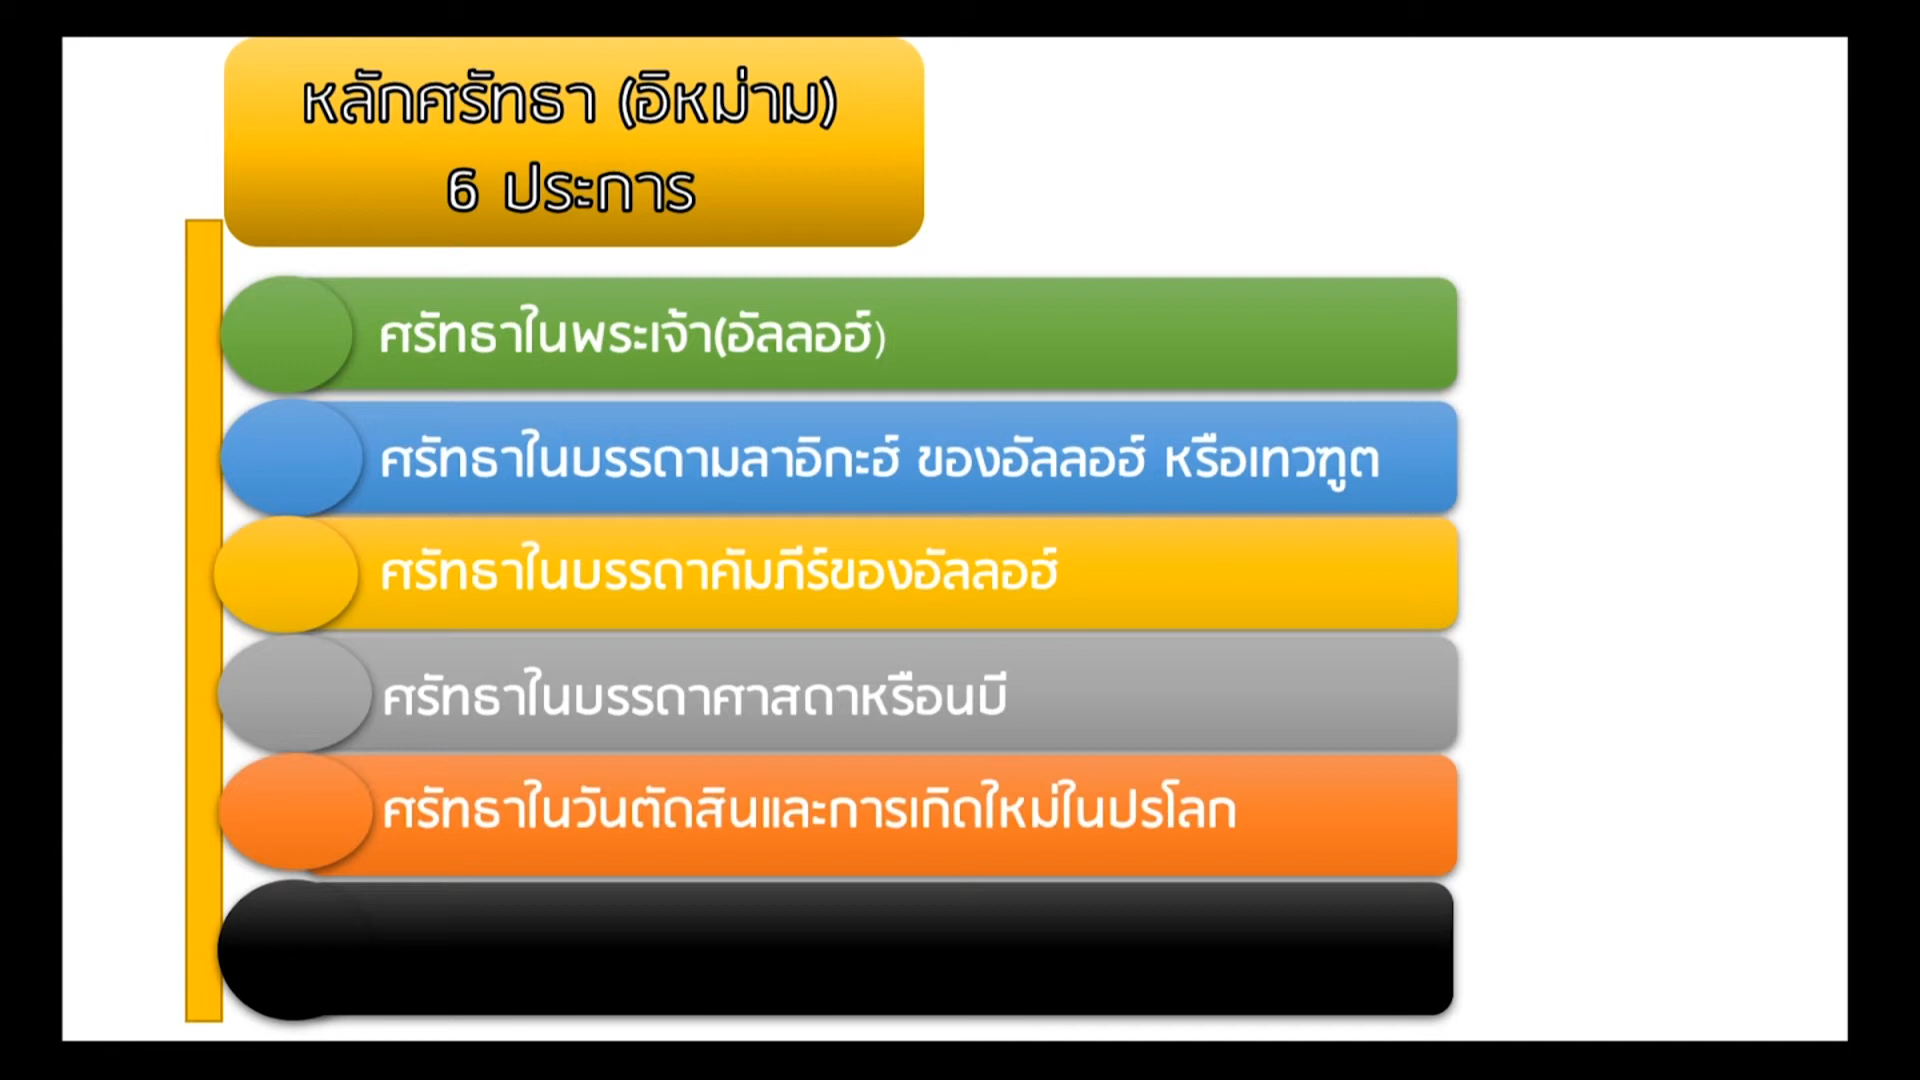 หลักศรัทธา (อิหม่าม)
6 ประการ
ศรัทธาในพระเจ้า(อัลลอฮ์)
ศรัทธาในบรรดามลาอิกะฮ์ ของอัลลอฮ์ หรือเทวฑูต
ศรัทธาในบรรดาคัมภีร์ของอัลลอฮ์
ศรัทธาในบรรดาศาสดาหรือนบี
ศรัทธาในวันตัดสินและการเกิดใหม่ในปรโลก